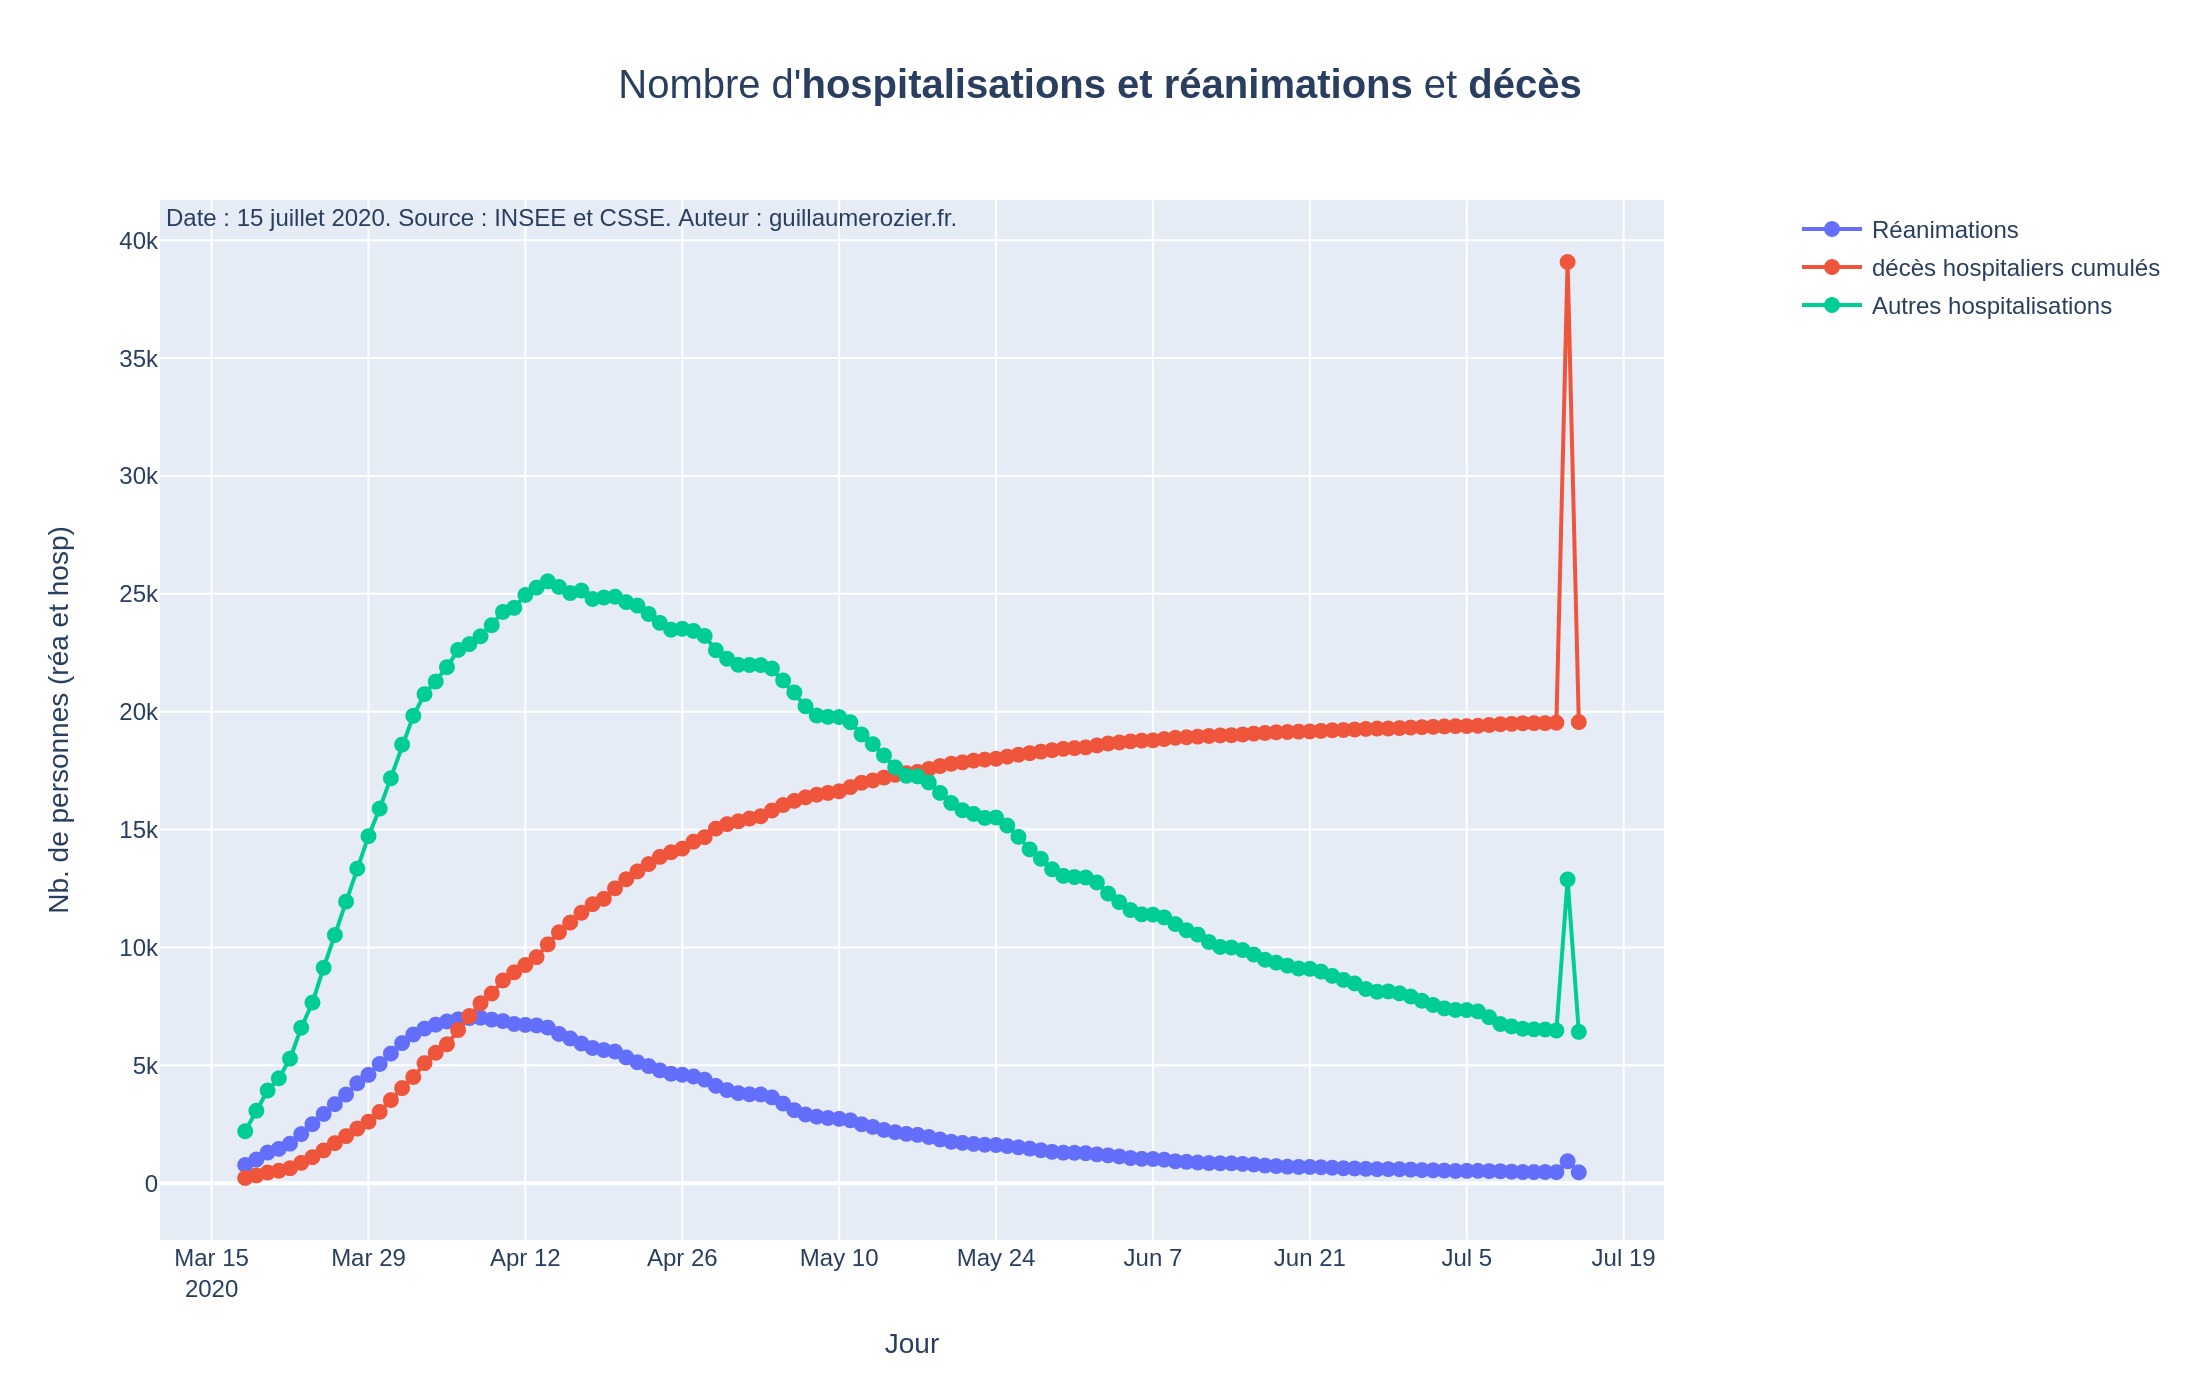 Nombre d'hospitalisations et réanimations et décès
Date : 15 juillet 2020. Source : INSEE et CSSE. Auteur : guillaumerozier.fr.
Réanimations
décès hospitaliers cumulés
Autres hospitalisations
Nb. de personnes (réa et hosp)
40k
35k
30k
25k
20k
15k
10k
5k
0
Mar 15 Mar 29 Apr 12 Apr 26 May 10 May 24 Jun 7 Jun 21 Jul 5 Jul 19
2020
Jour